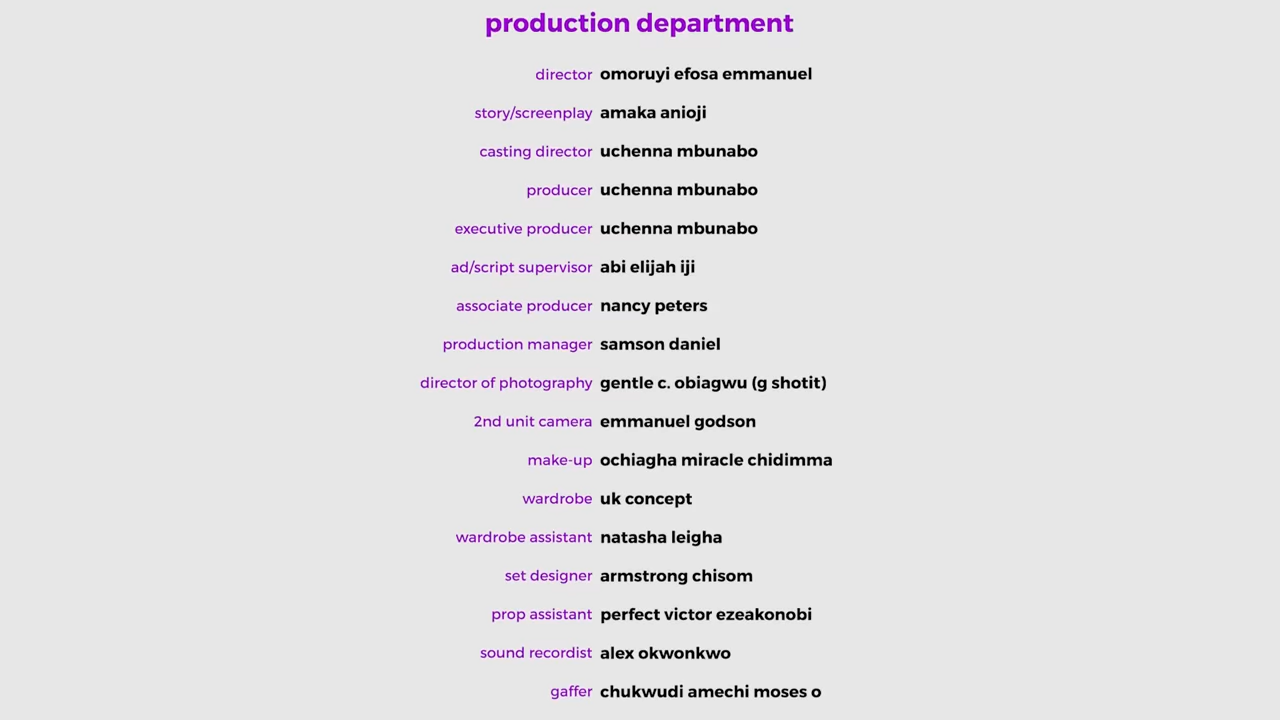 production department
director omoruyi efosa emmanuel
story/screenplay amaka anioji
casting director uchenna mbunabo
producer uchenna mbunabo
executive producer uchenna mbunabo
ad/script supervisor abi elijah iji
associate producer nancy peters
production manager samson daniel
director of photography gentle c. obiagwu (g shotit)
2nd unit camera emmanuel godson
make-up ochiagha miracle chidimma
wardrobe uk concept
wardrobe assistant natasha leigha
set designer armstrong chisom
prop assistant perfect victor ezeakonobi
sound recordist alex okwonkwo
gaffer chukwudi amechi moses o